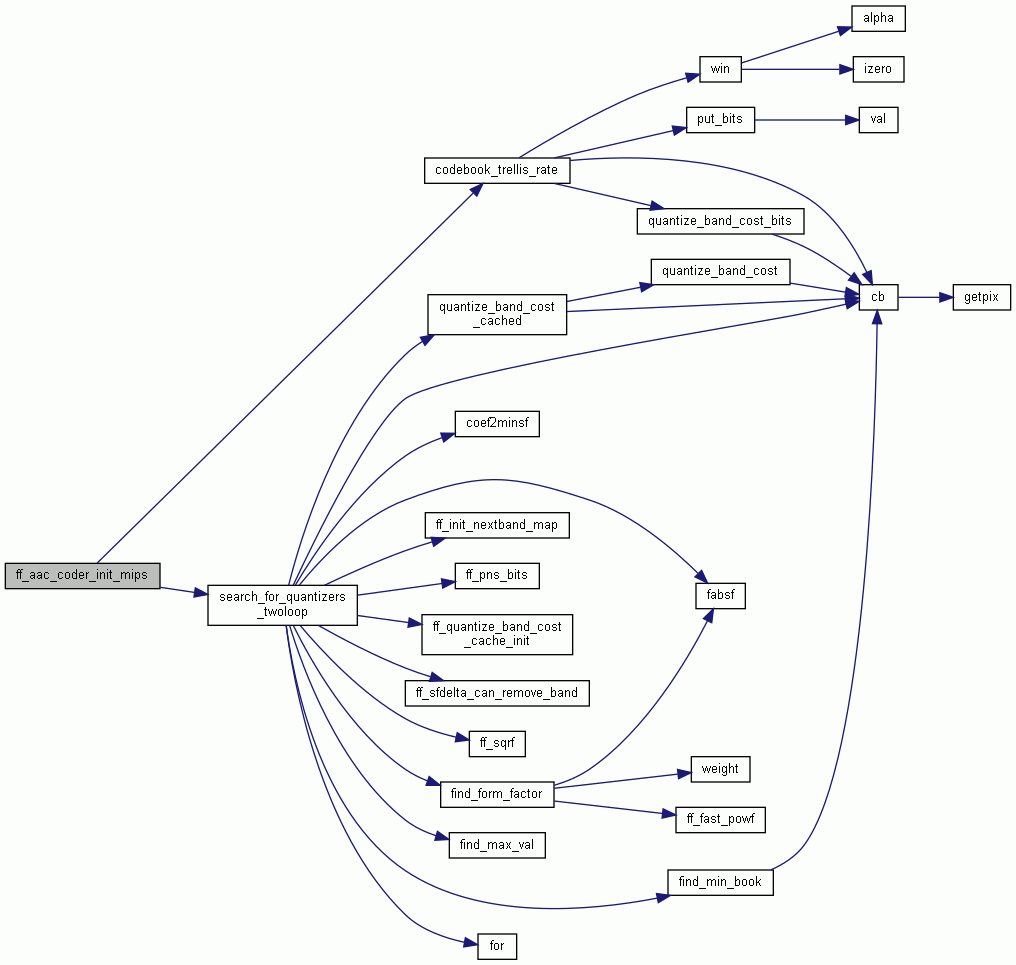 alpha
win
izero
put_bits
val
codebook_trellis_rate
quantize_band_cost_bits
quantize_band_cost
cb
getpix
quantize_band_cost
_cached
coef2minsf
ff_init_nextband_map
ff_aac_coder_init_mips
ff_pns_bits
search_for_quantizers
_twoloop
fabsf
ff_quantize_band_cost
_cache_init
ff_sfdelta_can_remove_band
ff_sqrf
weight
find_form_factor
ff_fast_powf
find_max_val
find_min_book
for